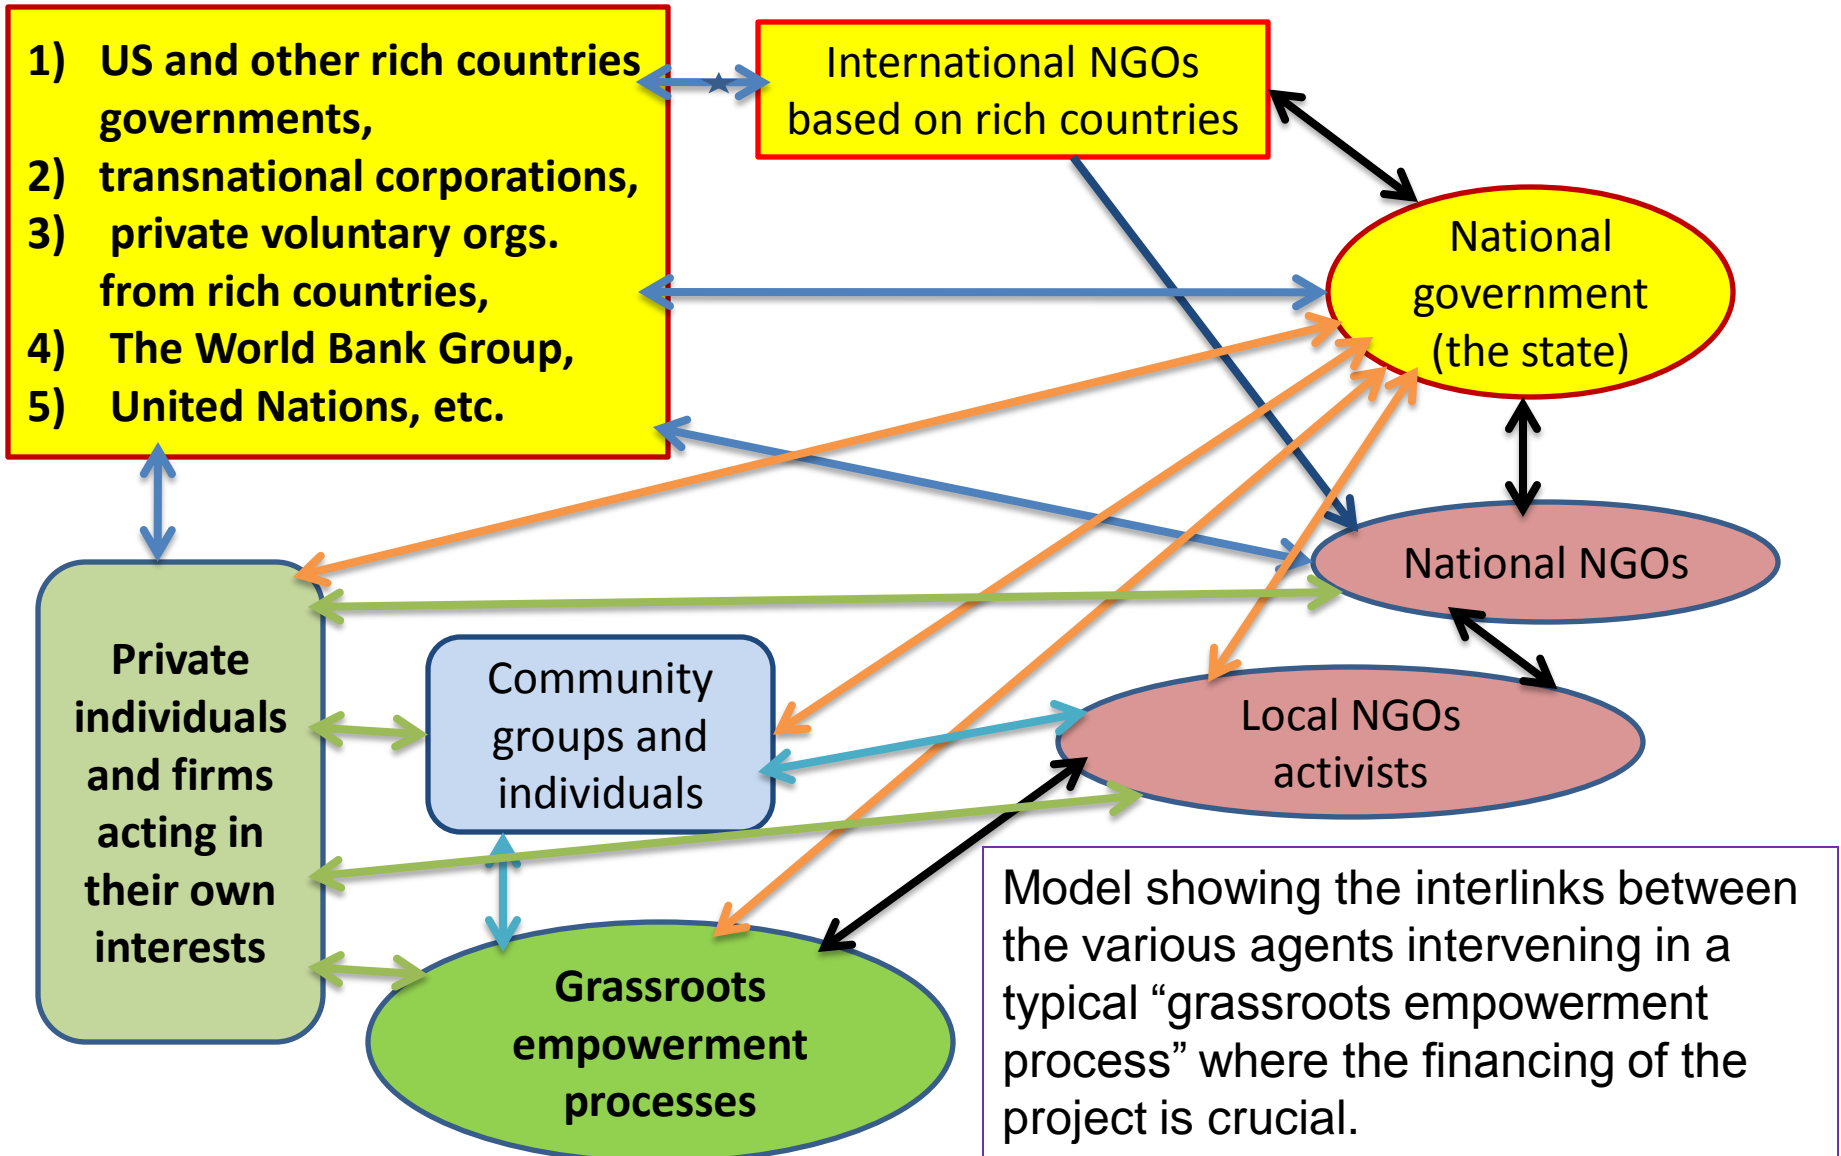 1) US and other rich countries
governments,
2) transnational corporations,
3) private voluntary orgs.
from rich countries,
4) The World Bank Group,
5) United Nations, etc.
International NGOs
based on rich countries
National
government
(the state)
National NGOs
Private
individuals
and firms
acting in
their own
interests
Community
groups and
individuals
Local NGOs
activists
Grassroots
empowerment
processes
Model showing the interlinks between
the various agents intervening in a
typical “grassroots empowerment
process” where the financing of the
project is crucial.